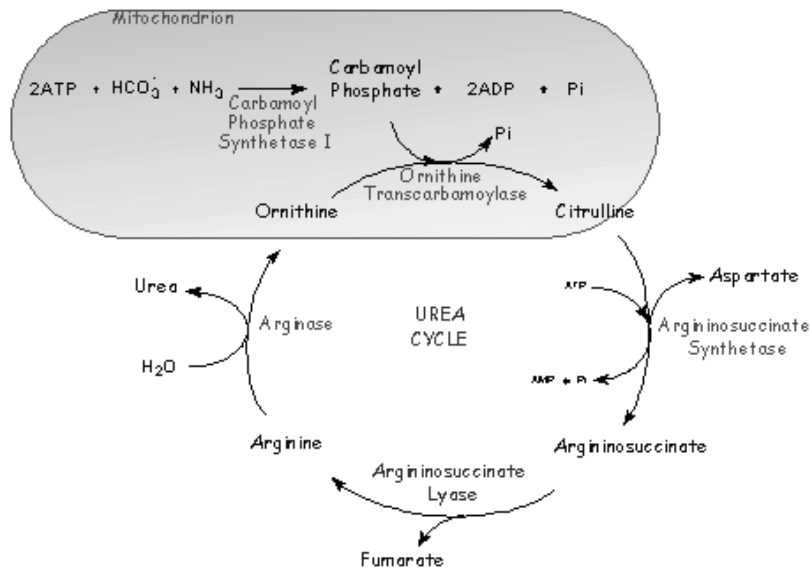 Mitochondrion
2ATP + HCO3⁻ + NH3
Carbamoyl
Phosphate
Synthetase I
Carbamoyl
Phosphate + 2ADP + Pi
Pi
Ornithine
Transcarbamoylase
Ornithine
Citrulline
Urea
Arginase
H2O
UREA
CYCLE
ATP
Aspartate
Argininosuccinate
Synthetase
AMP + Pi
Arginine
Argininosuccinate
Argininosuccinate
Lyase
Fumarate